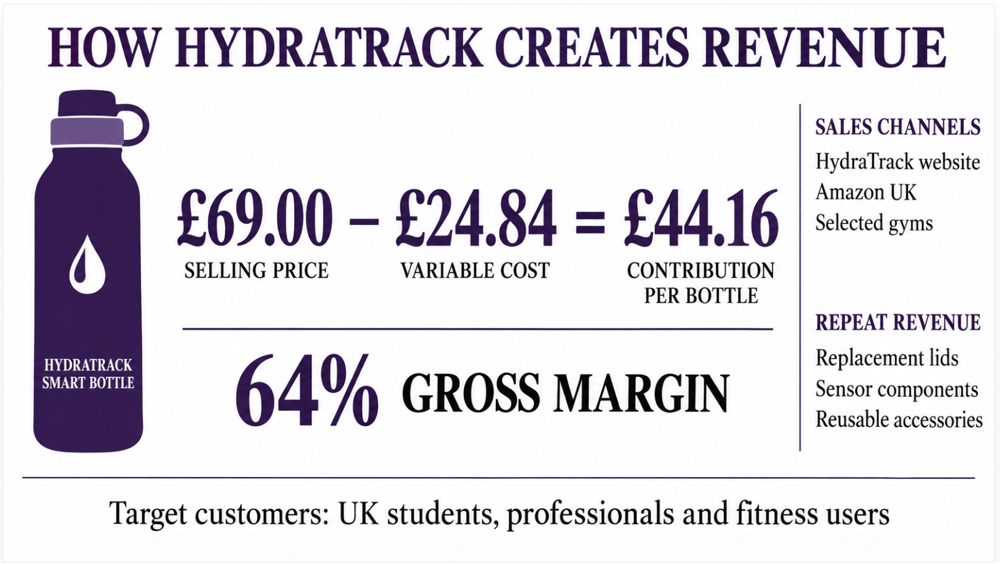 HOW HYDRATRACK CREATES REVENUE
HYDRATRACK
SMART BOTTLE
£69.00 – £24.84 = £44.16
SELLING PRICE VARIABLE COST CONTRIBUTION
PER BOTTLE
64% GROSS MARGIN
SALES CHANNELS
HydraTrack website
Amazon UK
Selected gyms
REPEAT REVENUE
Replacement lids
Sensor components
Reusable accessories
Target customers: UK students, professionals and fitness users